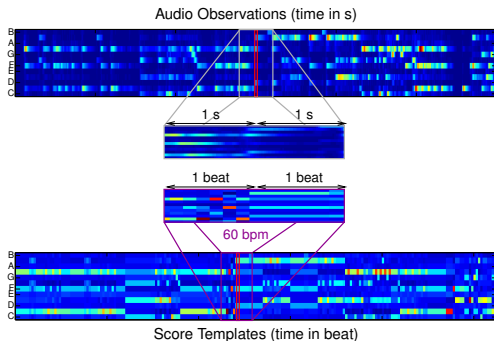 Audio Observations (time in s)
B
A
G
F
E
D
C
1 s 1 s
1 beat 1 beat
60 bpm
B
A
G
F
E
D
C
Score Templates (time in beat)